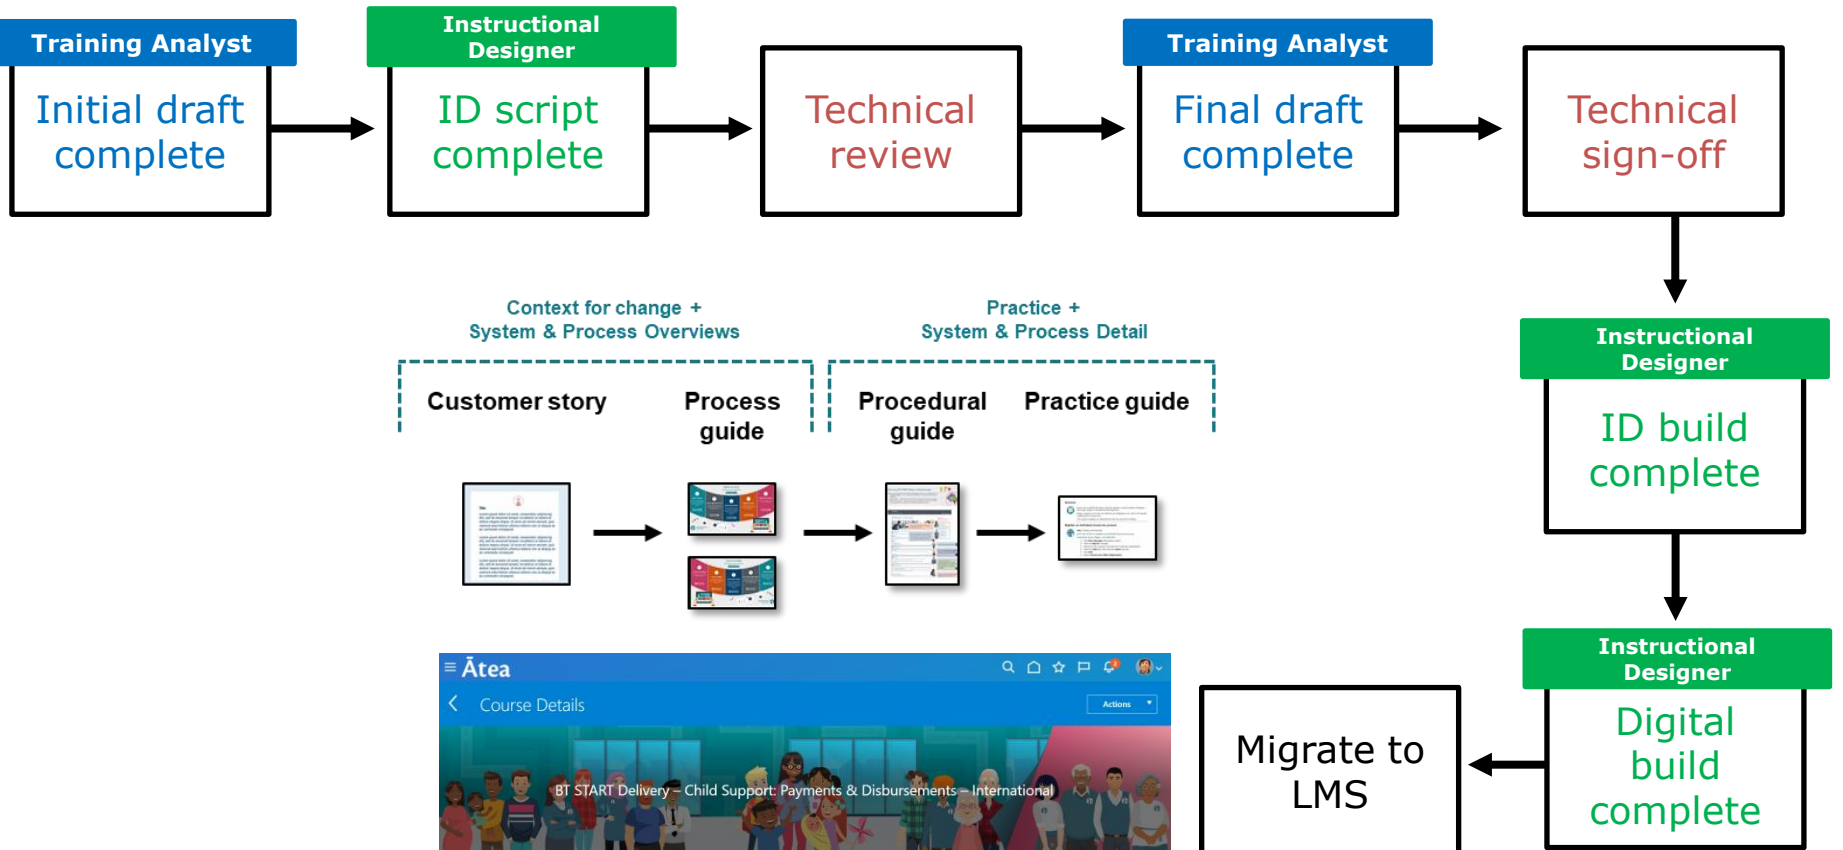 Training Analyst
Initial draft
complete
Instructional
Designer
ID script
complete
Technical
review
Training Analyst
Final draft
complete
Technical
sign-off
Context for change +
System & Process Overviews
Practice +
System & Process Detail
Customer story
Process
guide
Procedural
guide
Practice guide
Instructional
Designer
ID build
complete
Instructional
Designer
Digital
build
complete
Migrate to
LMS
Ātea
Course Details
Actions
BT START Delivery – Child Support: Payments & Disbursements – International